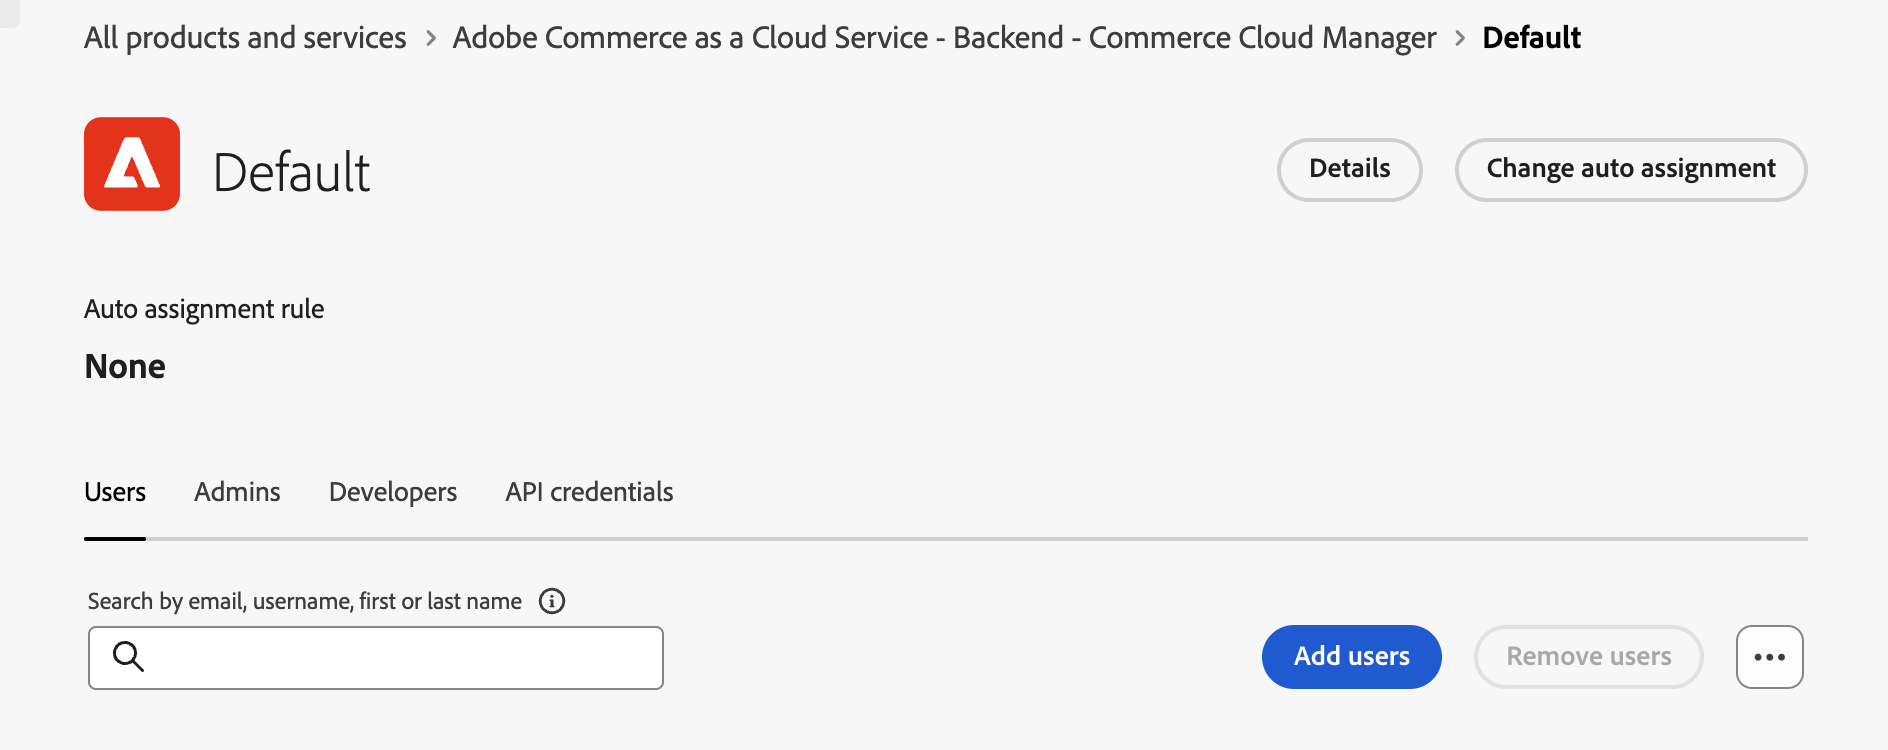 All products and services > Adobe Commerce as a Cloud Service - Backend - Commerce Cloud Manager > Default
Default
Details
Change auto assignment
Auto assignment rule
None
Users Admins Developers API credentials
Search by email, username, first or last name
Add users
Remove users